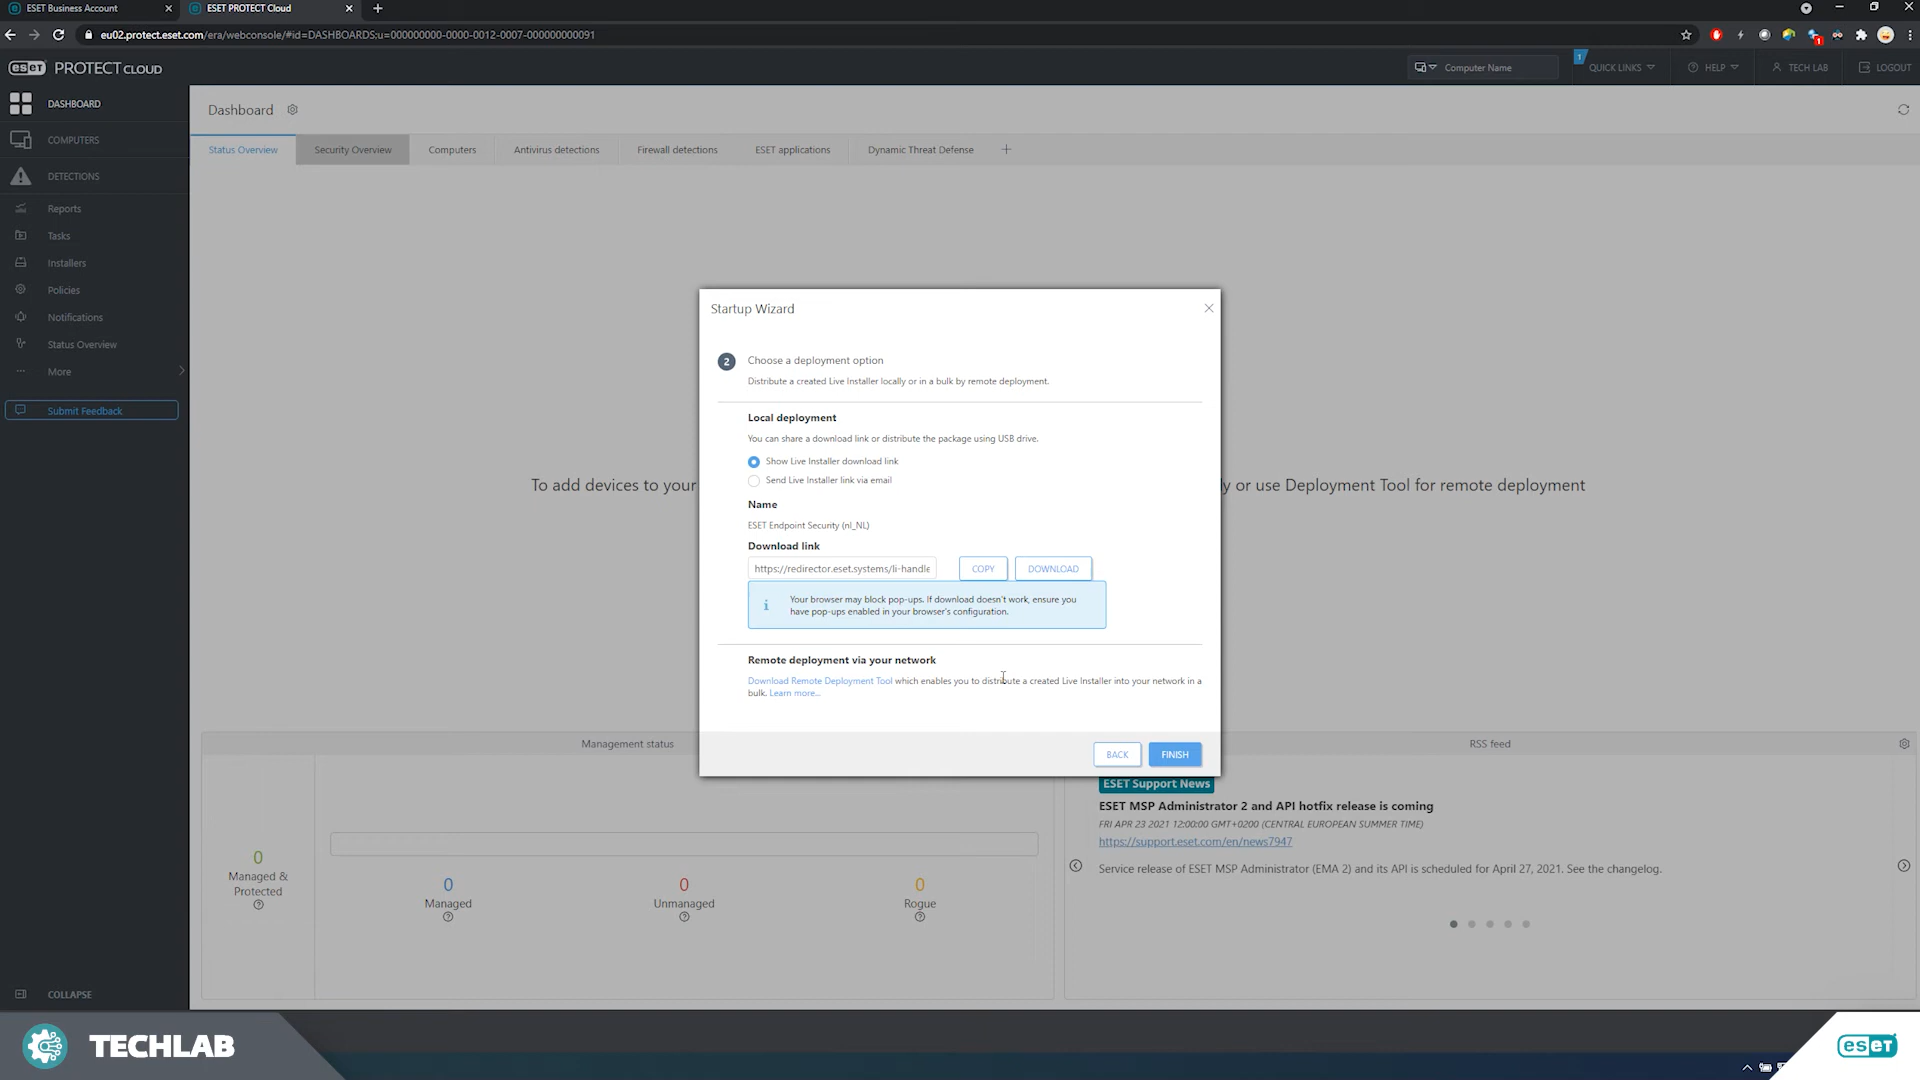 ESET Business Account
ESET PROTECT Cloud
eu02.protect.eset.com/era/webconsole/#id=DASHBOARDS;u=000000000-0000-0012-0007-000000000091
eset PROTECT CLOUD
Computer Name
1
QUICK LINKS
HELP
TECH LAB
LOGOUT
DASHBOARD
COMPUTERS
DETECTIONS
Reports
Tasks
Installers
Policies
Notifications
Status Overview
More
Submit Feedback
COLLAPSE
Dashboard
Status Overview
Security Overview
Computers
Antivirus detections
Firewall detections
ESET applications
Dynamic Threat Defense
To add devices to your
y or use Deployment Tool for remote deployment
Startup Wizard
2
Choose a deployment option
Distribute a created Live Installer locally or in a bulk by remote deployment.
Local deployment
You can share a download link or distribute the package using USB drive.
Show Live Installer download link
Send Live Installer link via email
Name
ESET Endpoint Security (nl_NL)
Download link
https://redirector.eset.systems/li-handle
COPY
DOWNLOAD
Your browser may block pop-ups. If download doesn't work, ensure you
have pop-ups enabled in your browser's configuration.
Remote deployment via your network
Download Remote Deployment Tool which enables you to distribute a created Live Installer into your network in a
bulk. Learn more...
BACK
FINISH
Management status
0
Managed &
Protected
0
Managed
0
Unmanaged
0
Rogue
RSS feed
ESET Support News
ESET MSP Administrator 2 and API hotfix release is coming
FRI APR 23 2021 12:00:00 GMT+0200 (CENTRAL EUROPEAN SUMMER TIME)
https://support.eset.com/en/news7947
Service release of ESET MSP Administrator (EMA 2) and its API is scheduled for April 27, 2021. See the changelog.
TECHLAB
eset